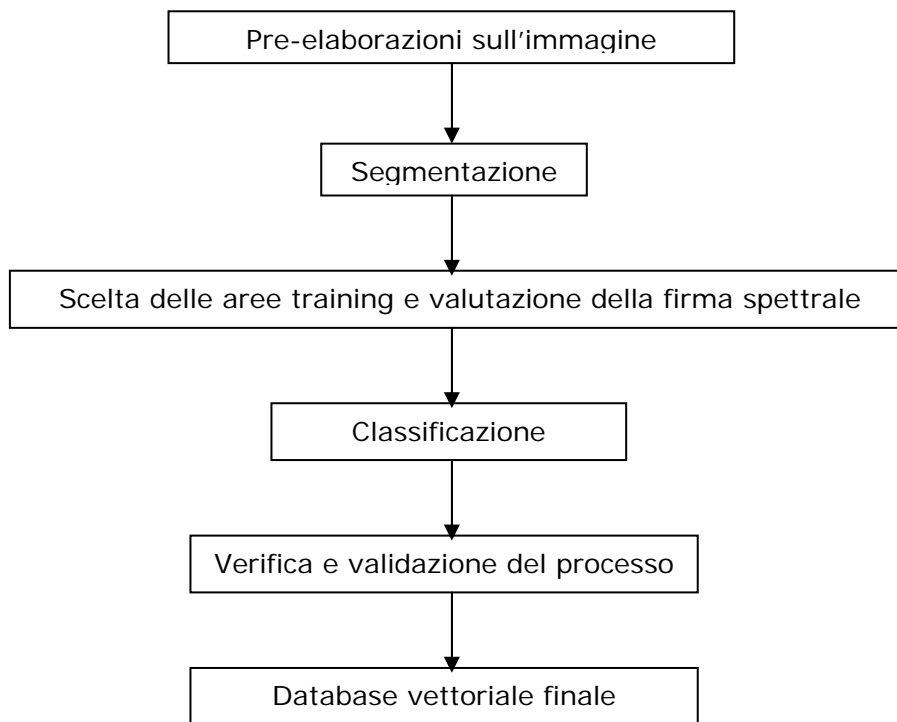 Pre-elaborazioni sull'immagine
Segmentazione
Scelta delle aree training e valutazione della firma spettrale
Classificazione
Verifica e validazione del processo
Database vettoriale finale